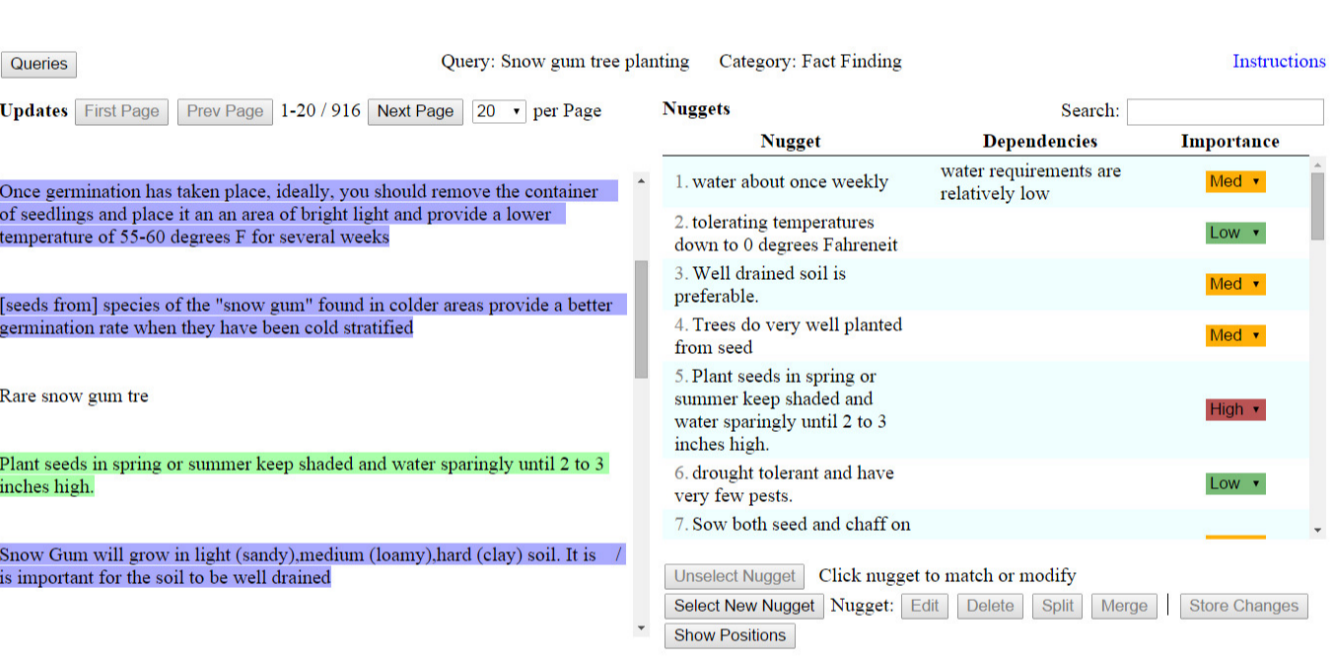 Queries
Query: Snow gum tree planting Category: Fact Finding
Instructions
Updates First Page Prev Page 1-20 / 916 Next Page 20 per Page
Once germination has taken place, ideally, you should remove the container
of seedlings and place it an an area of bright light and provide a lower
temperature of 55-60 degrees F for several weeks
[seeds from] species of the "snow gum" found in colder areas provide a better
germination rate when they have been cold stratified
Rare snow gum tre
Plant seeds in spring or summer keep shaded and water sparingly until 2 to 3
inches high.
Snow Gum will grow in light (sandy),medium (loamy),hard (clay) soil. It is /
is important for the soil to be well drained
Nuggets
Search:
Nugget Dependencies Importance
1. water about once weekly
water requirements are
relatively low
Med
2. tolerating temperatures
down to 0 degrees Fahreneit
Low
3. Well drained soil is
preferable.
Med
4. Trees do very well planted
from seed
Med
5. Plant seeds in spring or
summer keep shaded and
water sparingly until 2 to 3
inches high.
High
6. drought tolerant and have
very few pests.
Low
7. Sow both seed and chaff on
Unselect Nugget Click nugget to match or modify
Select New Nugget Nugget: Edit Delete Split Merge | Store Changes
Show Positions